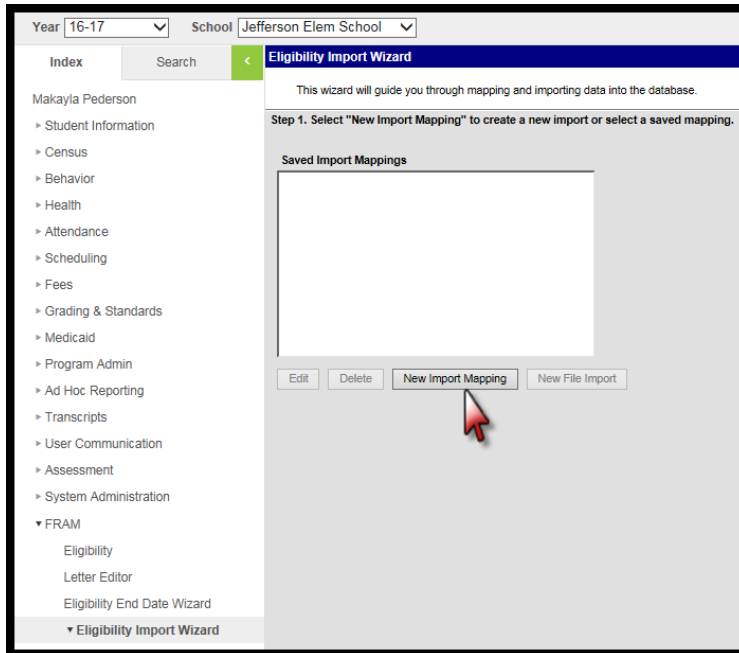 Year 16-17 School Jefferson Elem School
Index Search <
Makayla Pederson
Student Information
Census
Behavior
Health
Attendance
Scheduling
Fees
Grading & Standards
Medicaid
Program Admin
Ad Hoc Reporting
Transcripts
User Communication
Assessment
System Administration
FRAM
Eligibility
Letter Editor
Eligibility End Date Wizard
Eligibility Import Wizard
Eligibility Import Wizard
This wizard will guide you through mapping and importing data into the database.
Step 1. Select "New Import Mapping" to create a new import or select a saved mapping.
Saved Import Mappings
Edit Delete New Import Mapping New File Import